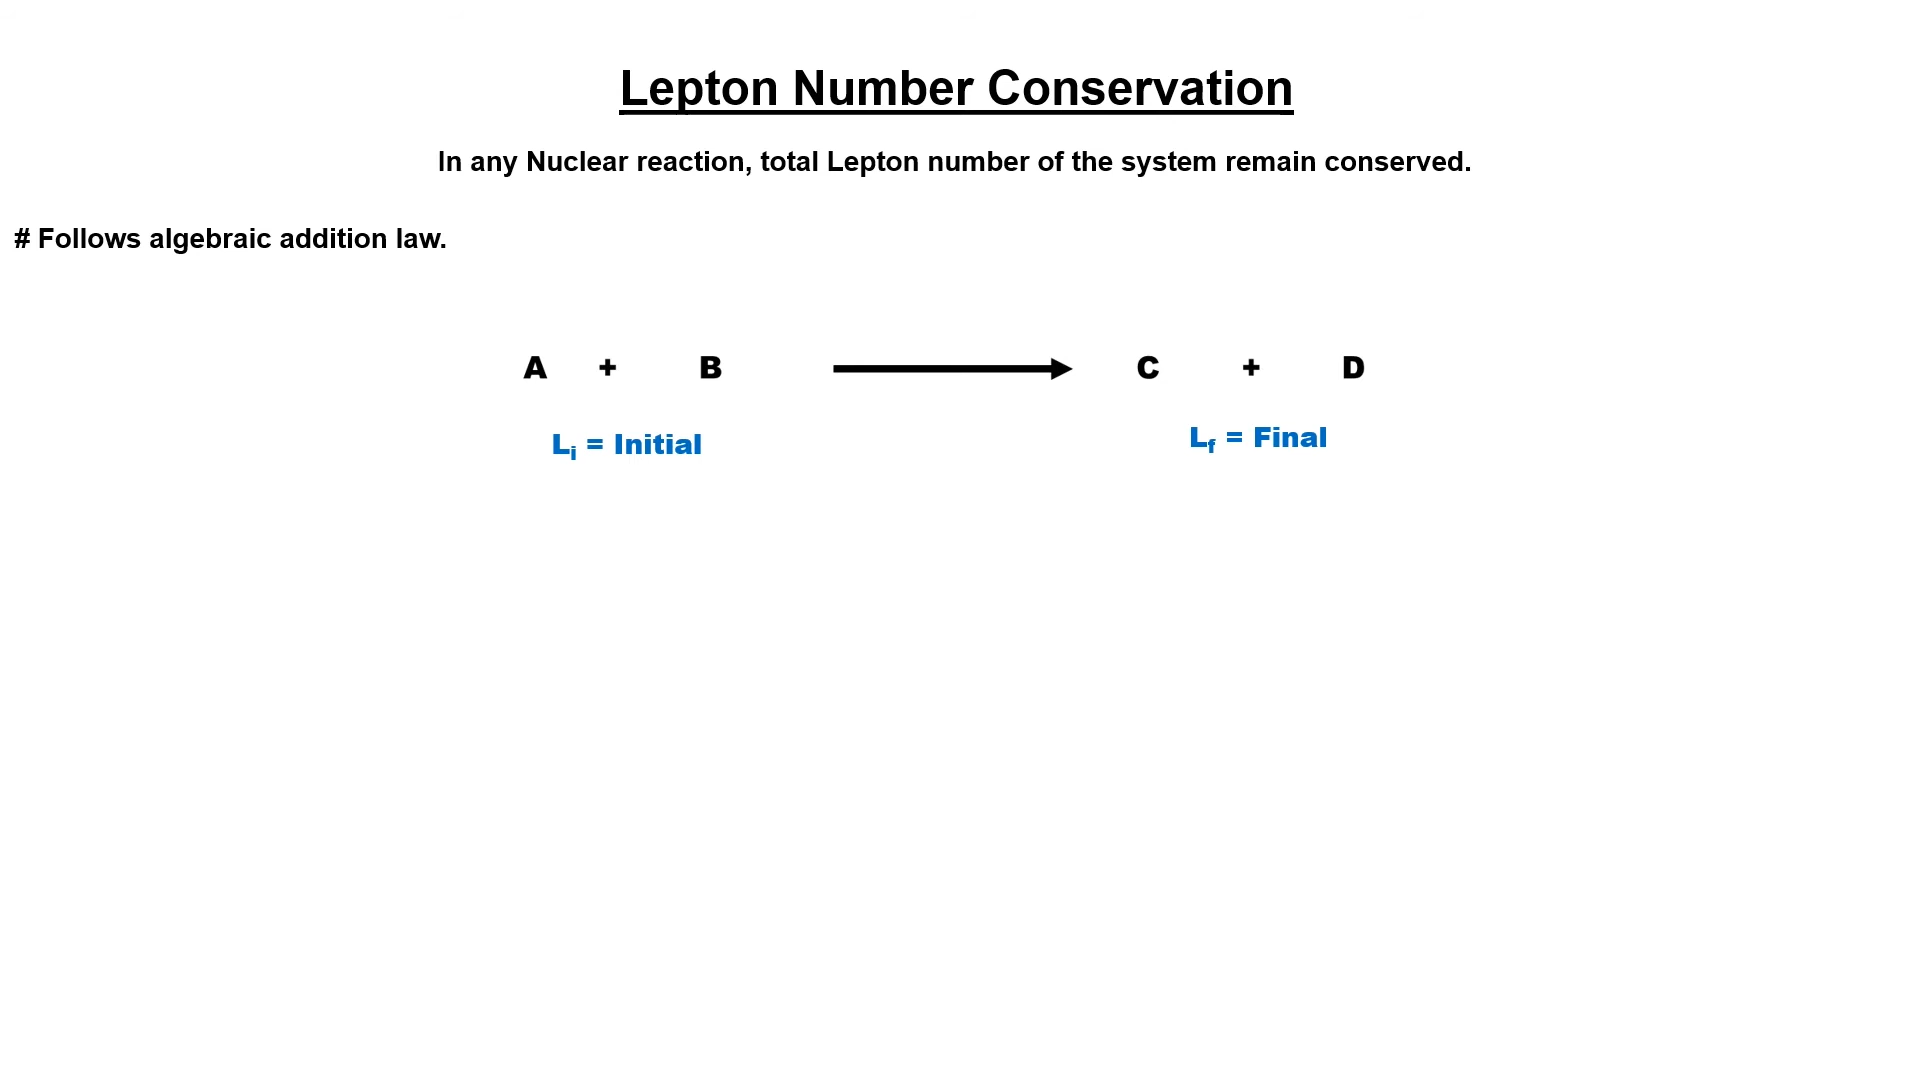 Lepton Number Conservation
In any Nuclear reaction, total Lepton number of the system remain conserved.
# Follows algebraic addition law.
A + B C + D
Li = Initial Lf = Final